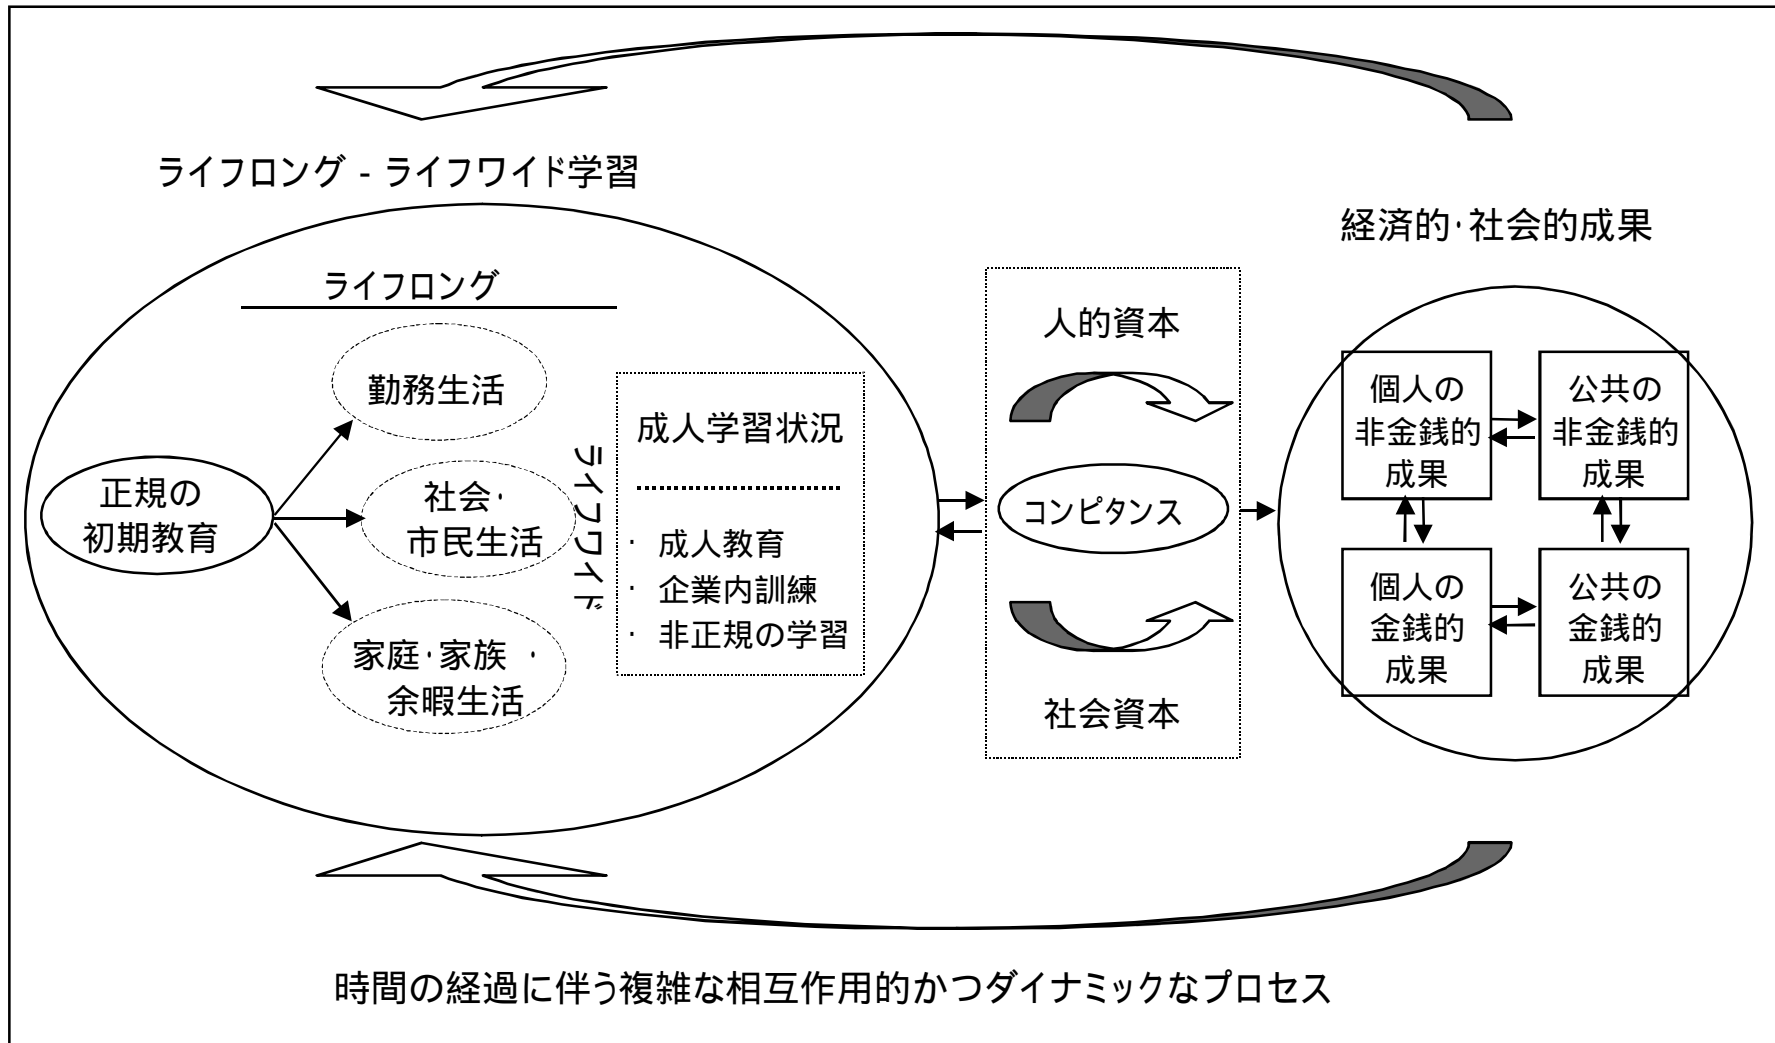 ライフロング - ライフワイド学習
経済的・社会的成果
ライフロング
勤務生活
正規の
初期教育
社会・
市民生活
家庭・家族・
余暇生活
ライフワイド
成人学習状況
・ 成人教育
・ 企業内訓練
・ 非正規の学習
人的資本
コンピタンス
社会資本
個人の
非金銭的
成果
公共の
非金銭的
成果
個人の
金銭的
成果
公共の
金銭的
成果
時間の経過に伴う複雑な相互作用的かつダイナミックなプロセス